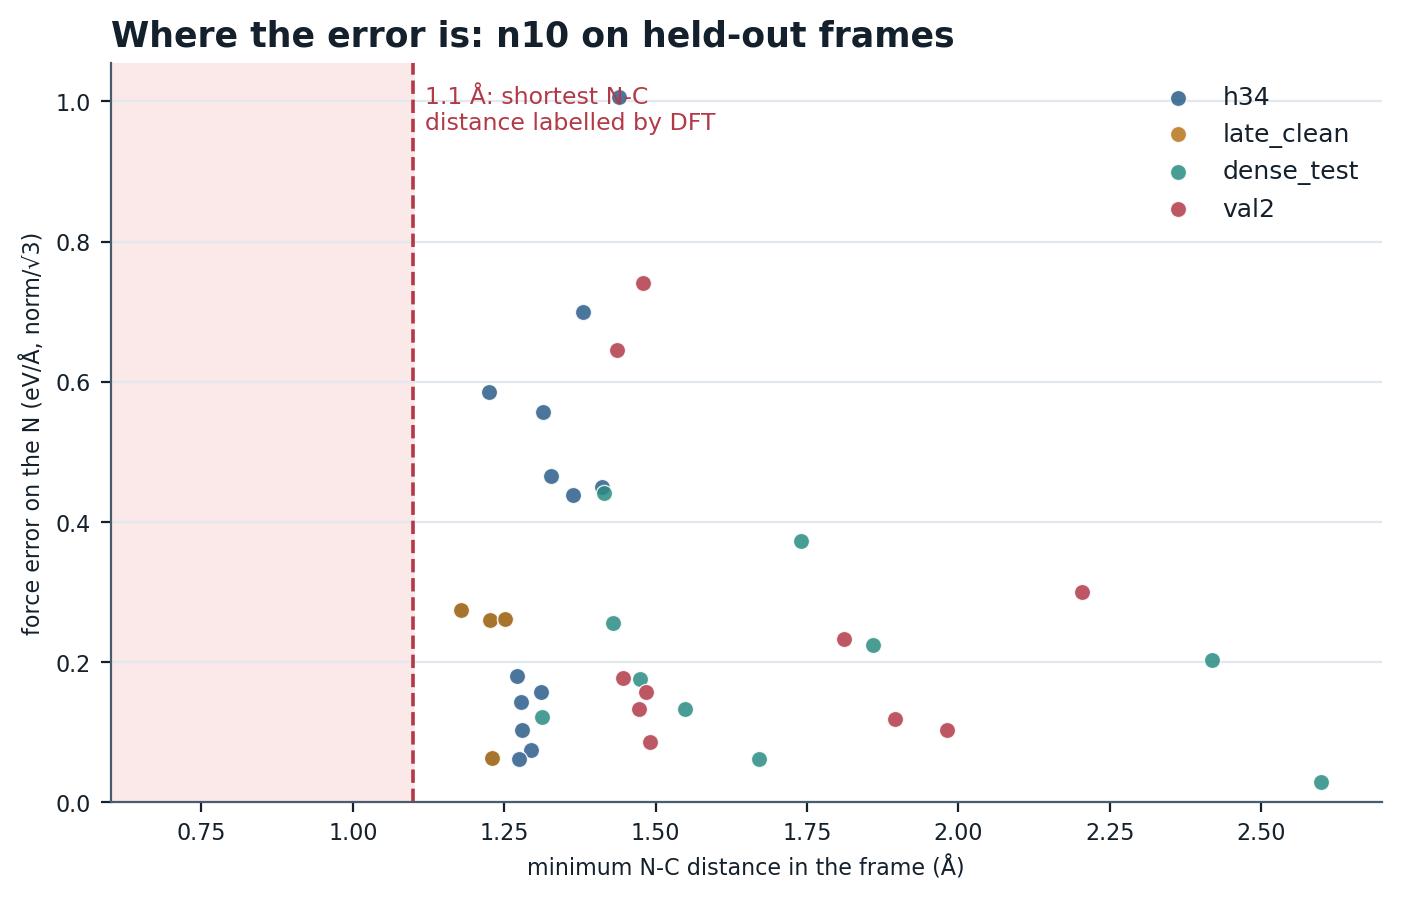 Where the error is: n10 on held-out frames
1.1 Å: shortest N-C
distance labelled by DFT
h34
late_clean
dense_test
val2
force error on the N (eV/Å, norm/√3)
1.0
0.8
0.6
0.4
0.2
0.0
0.75 1.00 1.25 1.50 1.75 2.00 2.25 2.50
minimum N-C distance in the frame (Å)